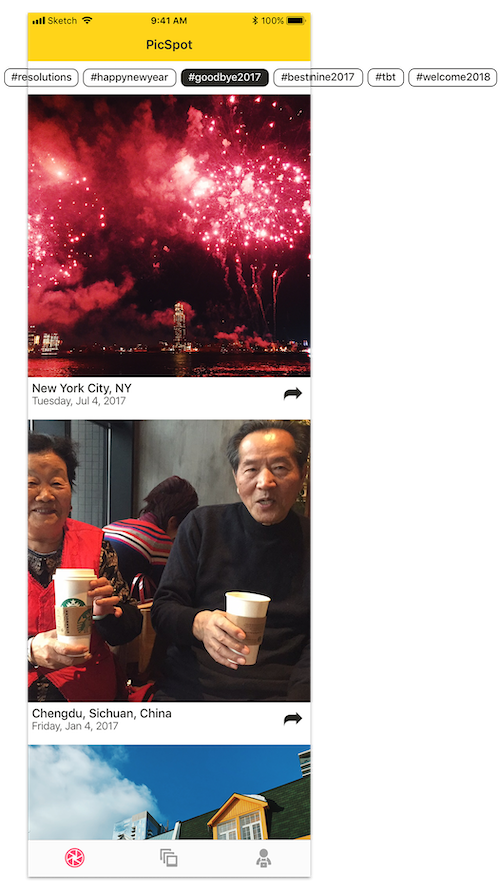 Sketch 9:41 AM 100%
PicSpot
#resolutions #happynewyear #goodbye2017 #bestnine2017 #tbt #welcome2018
New York City, NY
Tuesday, Jul 4, 2017
Chengdu, Sichuan, China
Friday, Jan 4, 2017